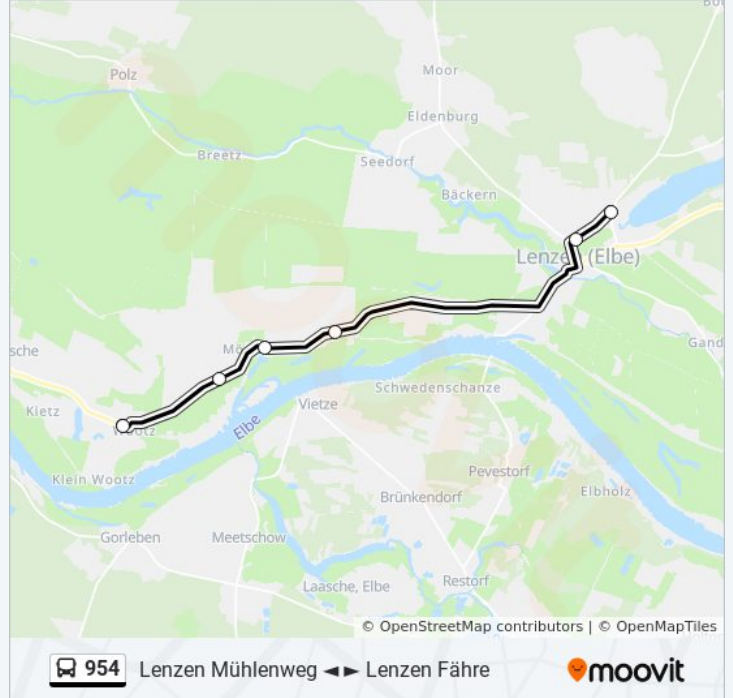 Polz
Moor
Eldenburg
Breetz
Seedorf
Bäckern
Lenzen (Elbe)
Gand
sche
Schwedenschanze
Kietz
Vietze
Wootz
Elbe
Klein Wootz
Pevestorf
Brünkendorf
Elbholz
Gorleben
Meetschow
Laasche, Elbe
Restorf
© OpenStreetMap contributors | © OpenMapTiles
954 Lenzen Mühlenweg ◄ ► Lenzen Fähre
moovit